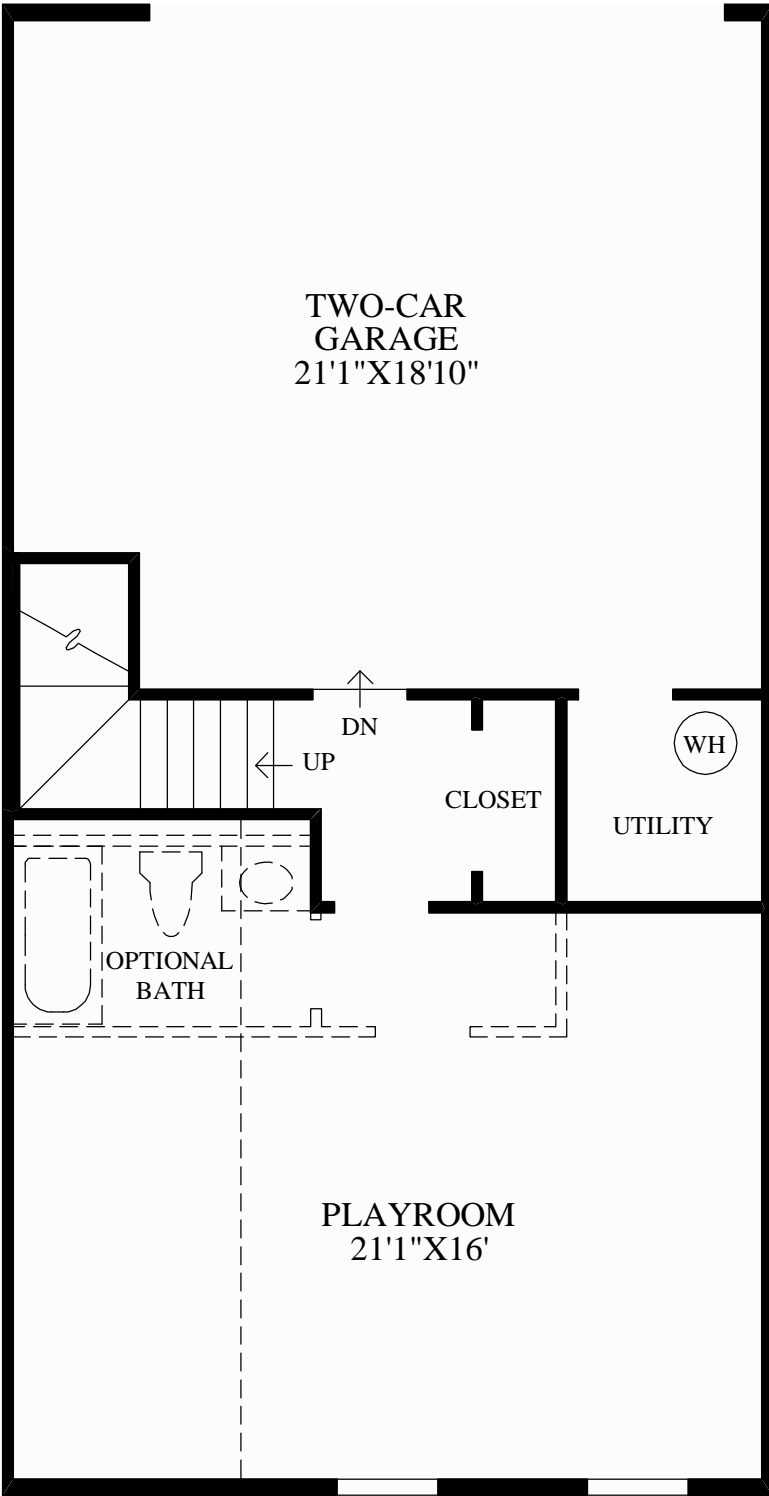 TWO-CAR
GARAGE
21'1"X18'10"
DN
UP
WH
CLOSET
UTILITY
OPTIONAL
BATH
PLAYROOM
21'1"X16'